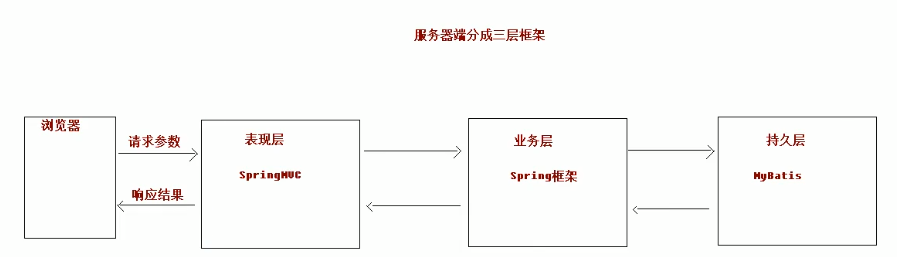 服务器端分成三层框架
浏览器
请求参数
响应结果
表现层
SpringMVC
业务层
Spring框架
持久层
MyBatis